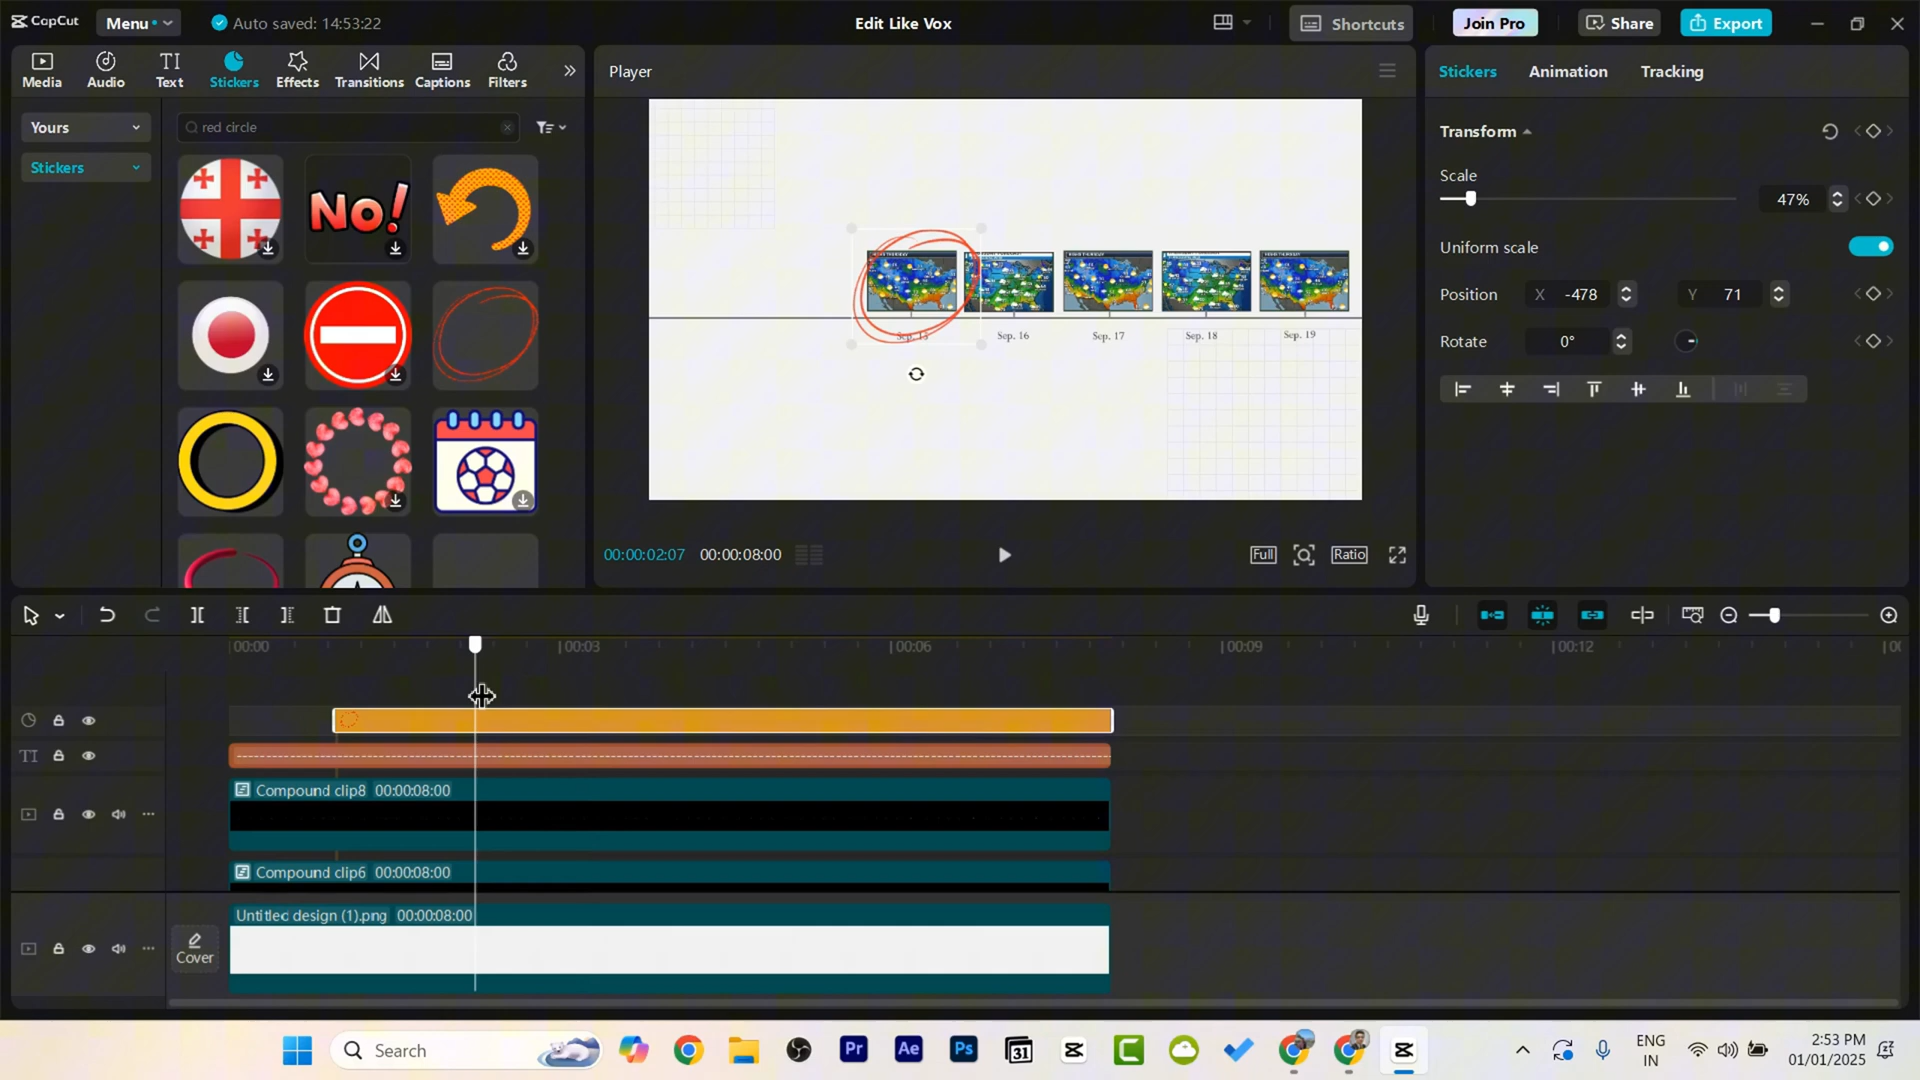 CapCut
Menu
Auto saved: 14:53:22
Edit Like Vox
Shortcuts
Join Pro
Share
Export
Media
Audio
Text
Stickers
Effects
Transitions
Captions
Filters
Player
Stickers
Animation
Tracking
Yours
red circle
Stickers
No!
Sep. 16
Sep. 17
Sep. 18
Sep. 19
Transform
Scale
47%
Uniform scale
Position X -478 Y 71
Rotate 0°
00:00:02:07 00:00:08:00
Full
Ratio
00:00
00:03
00:06
00:09
00:12
TI
Compound clip8 00:00:08:00
Compound clip6 00:00:08:00
Untitled design (1).png 00:00:08:00
Cover
Search
Pr
Ae
Ps
31
ENG
IN
2:53 PM
01/01/2025